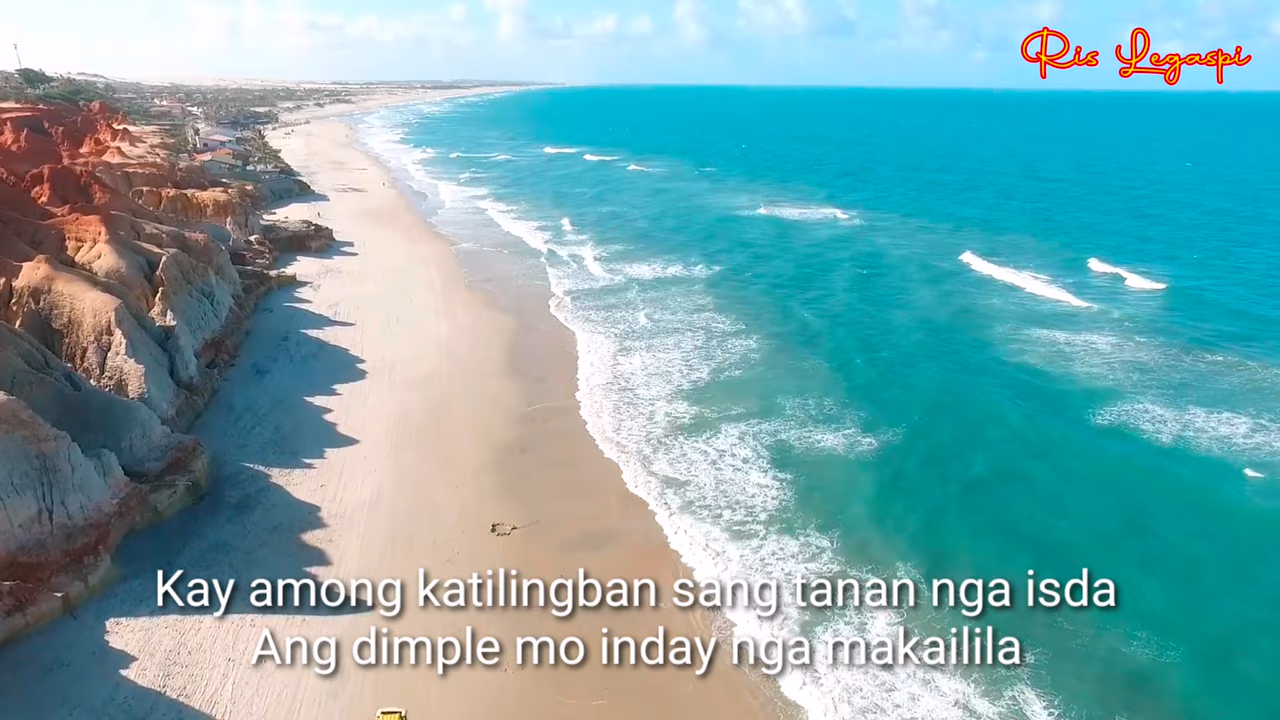 Ris Legaspi
Kay among katilingban sang tanan nga isda
Ang dimple mo inday nga makailila